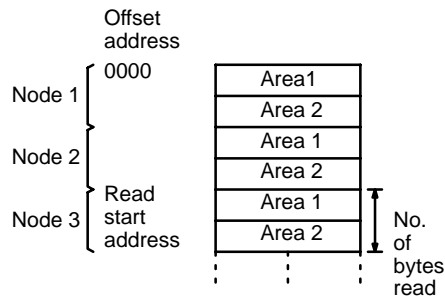 Offset
address
0000
Area1
Node 1
Area 2
Area 1
Node 2
Area 2
Read
start
address
Area 1
Node 3
Area 2
No.
of
bytes
read